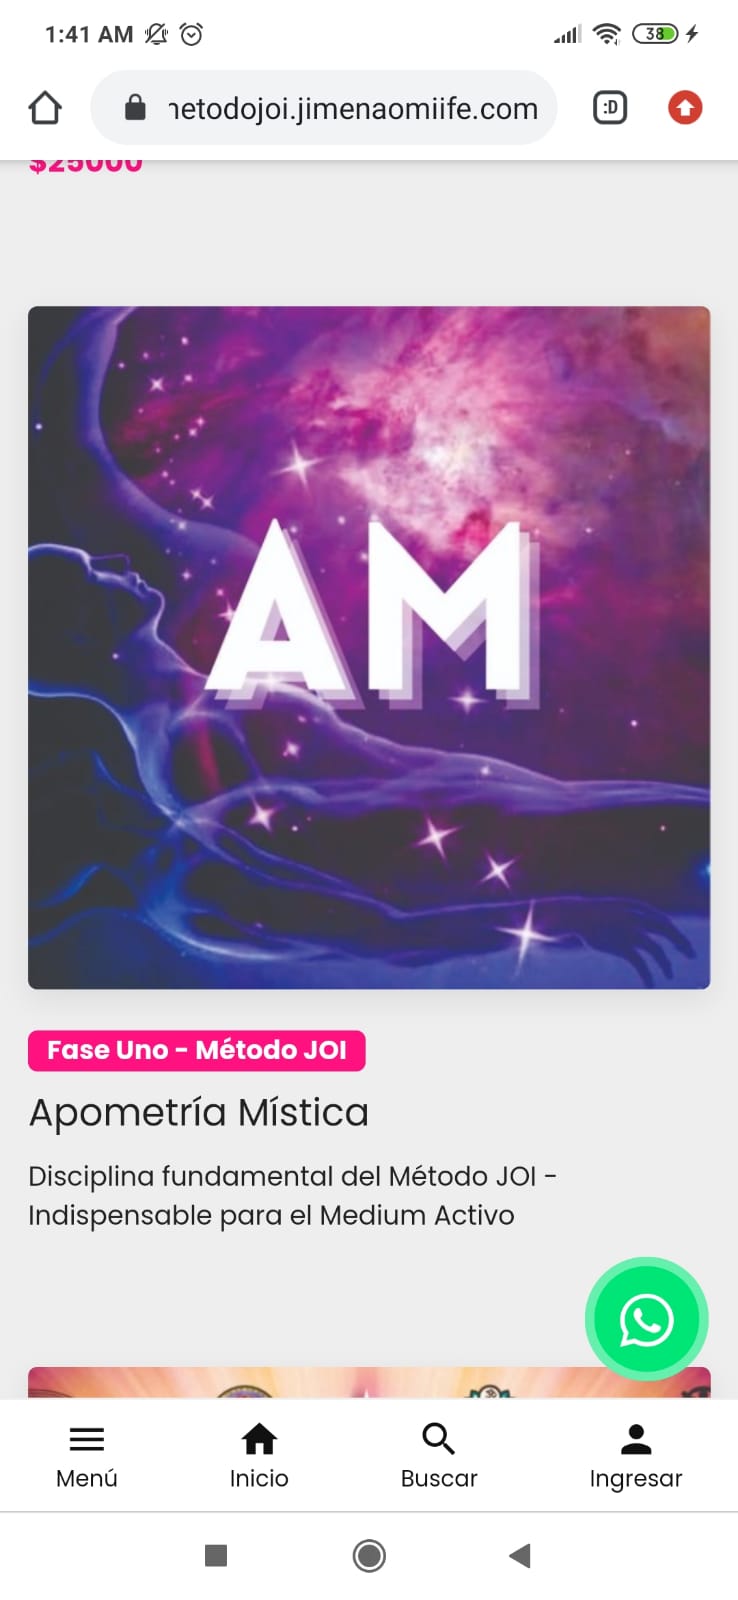 1:41 AM 38
netodojoi.jimenaomiife.com :D
$25000
AM
Fase Uno - Método JOI
Apometría Mística
Disciplina fundamental del Método JOI -
Indispensable para el Medium Activo
Menú Inicio Buscar Ingresar